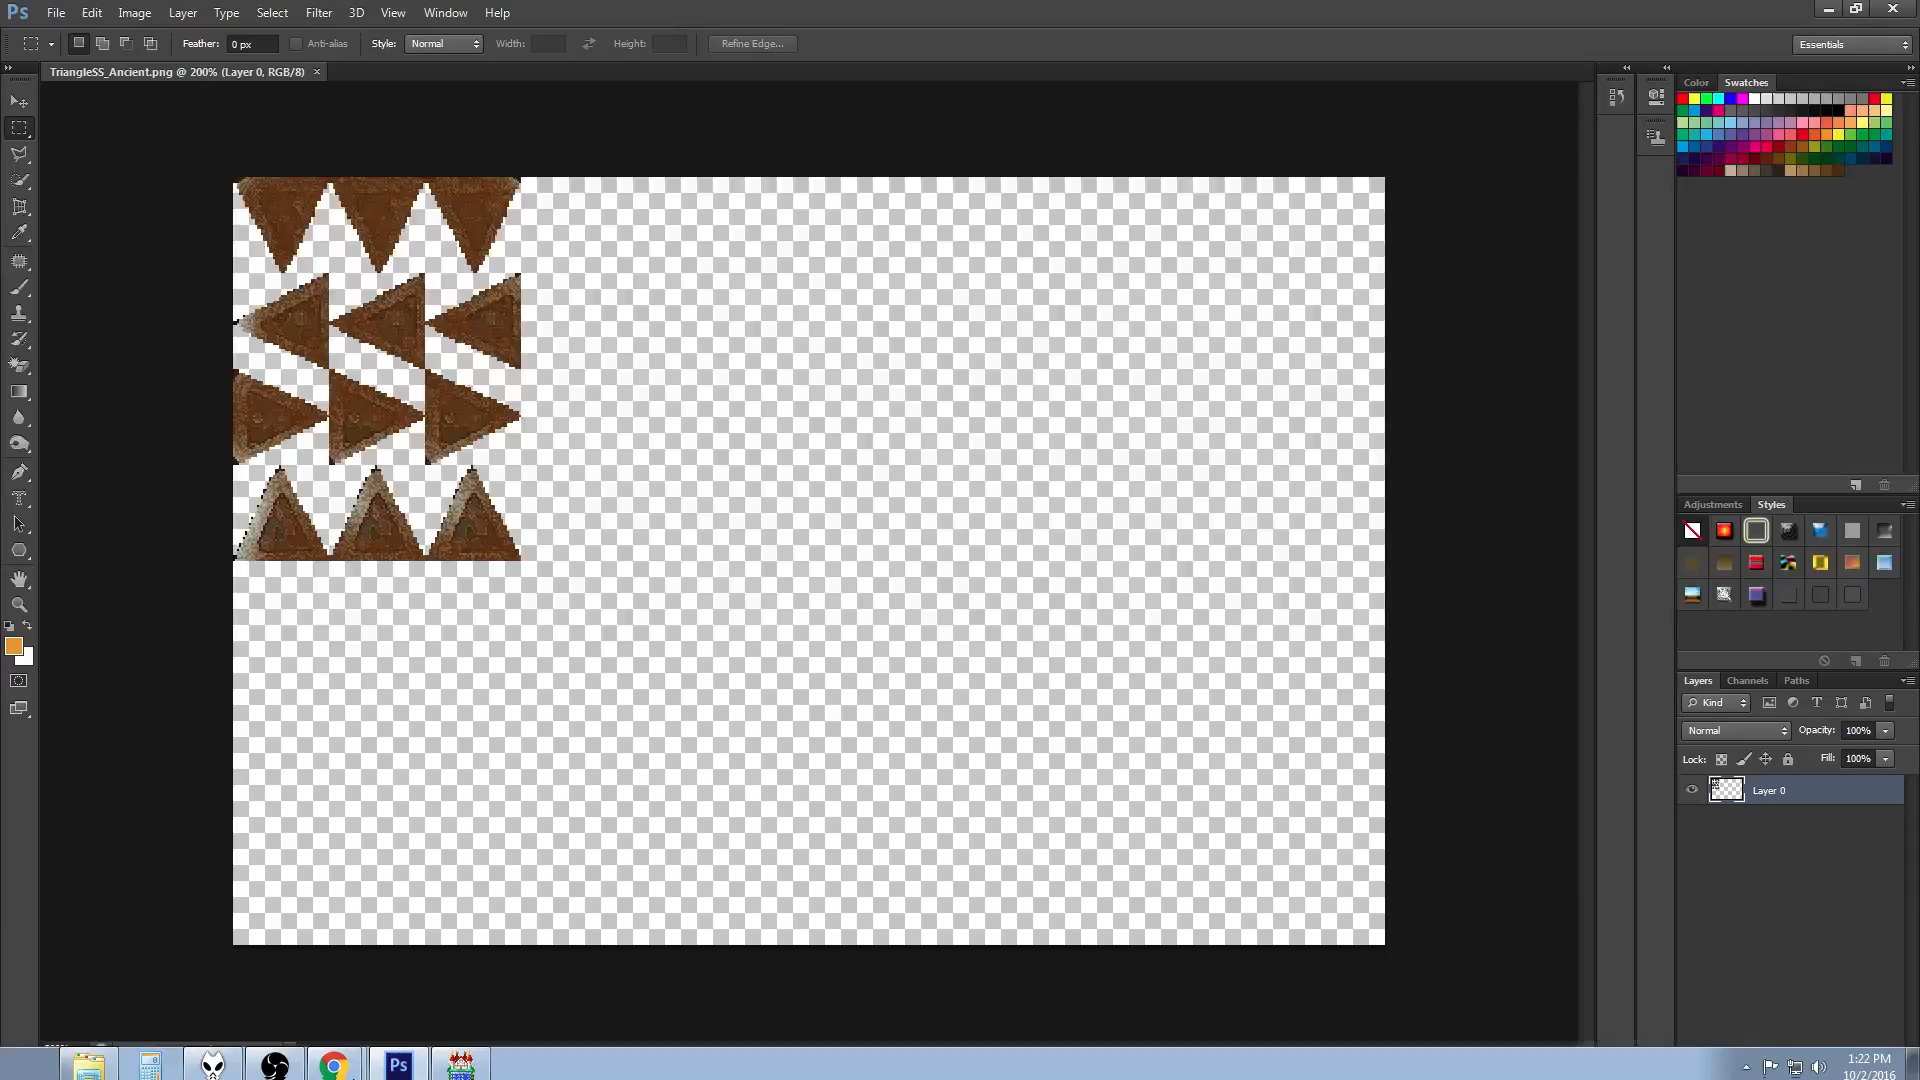 Ps File Edit Image Layer Type Select Filter 3D View Window Help
Feather: 0 px Anti-alias Style: Normal Width: Height: Refine Edge... Essentials
TriangleSS_Ancient.png @ 200% (Layer 0, RGB/8) ×
Color Swatches
Adjustments Styles
Layers Channels Paths
Kind
Normal Opacity: 100%
Lock: Fill: 100%
Layer 0
Ps
1:22 PM
10/2/2016